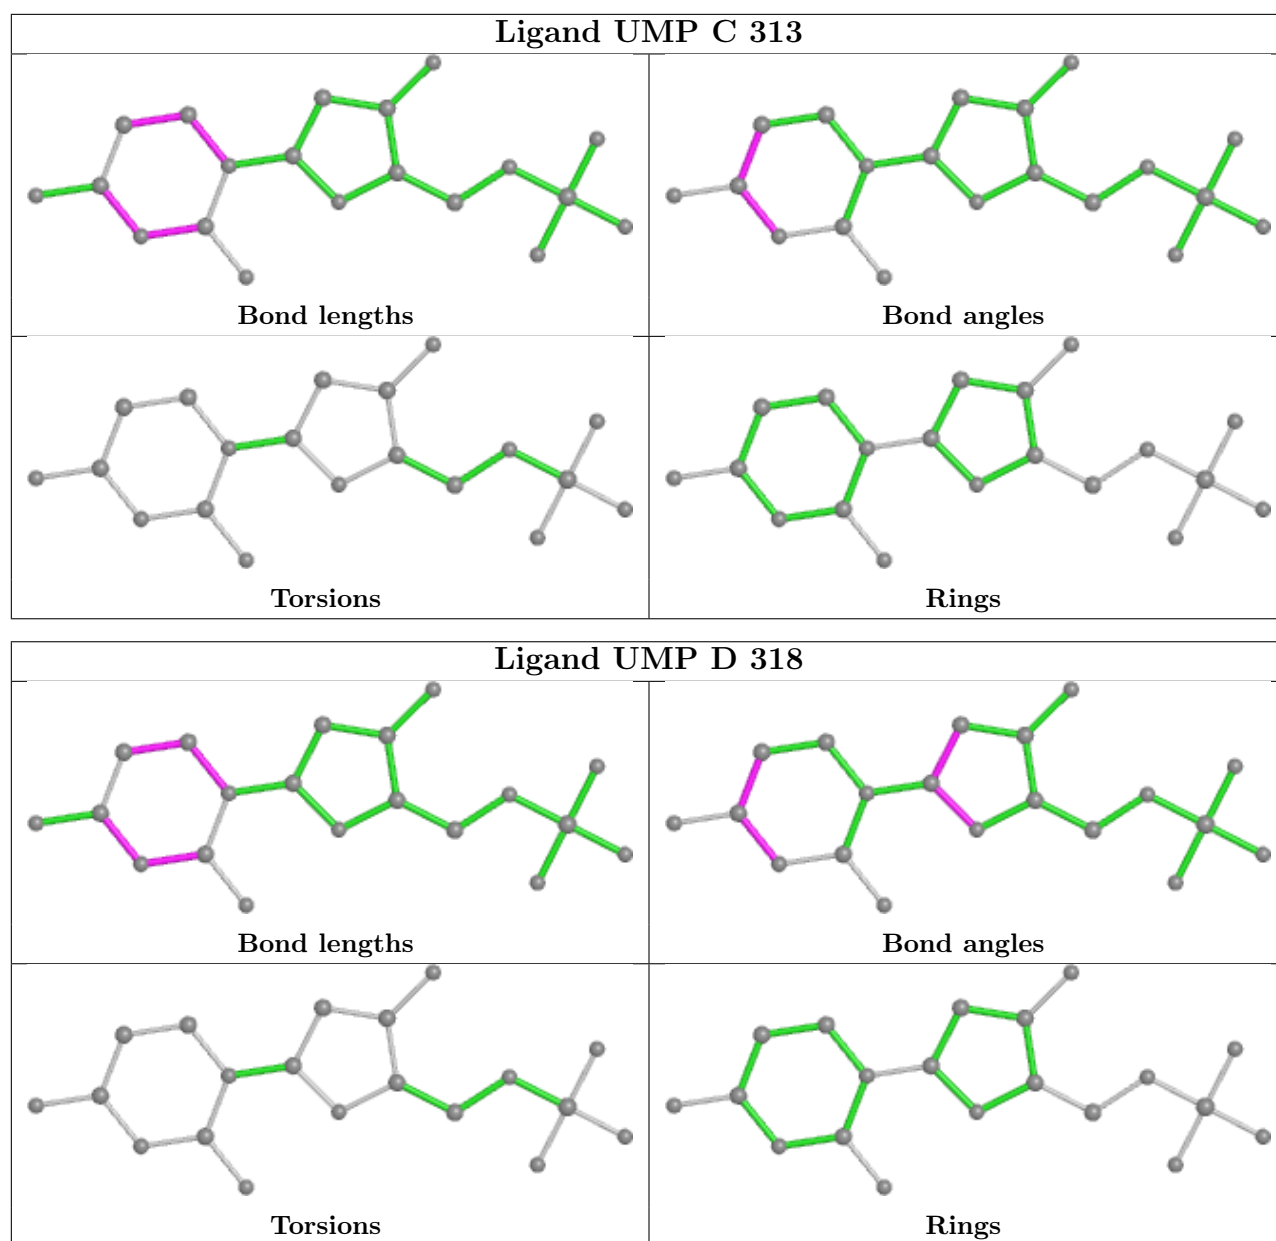 Ligand UMP C 313
Bond lengths
Bond angles
Torsions
Rings
Ligand UMP D 318
Bond lengths
Bond angles
Torsions
Rings